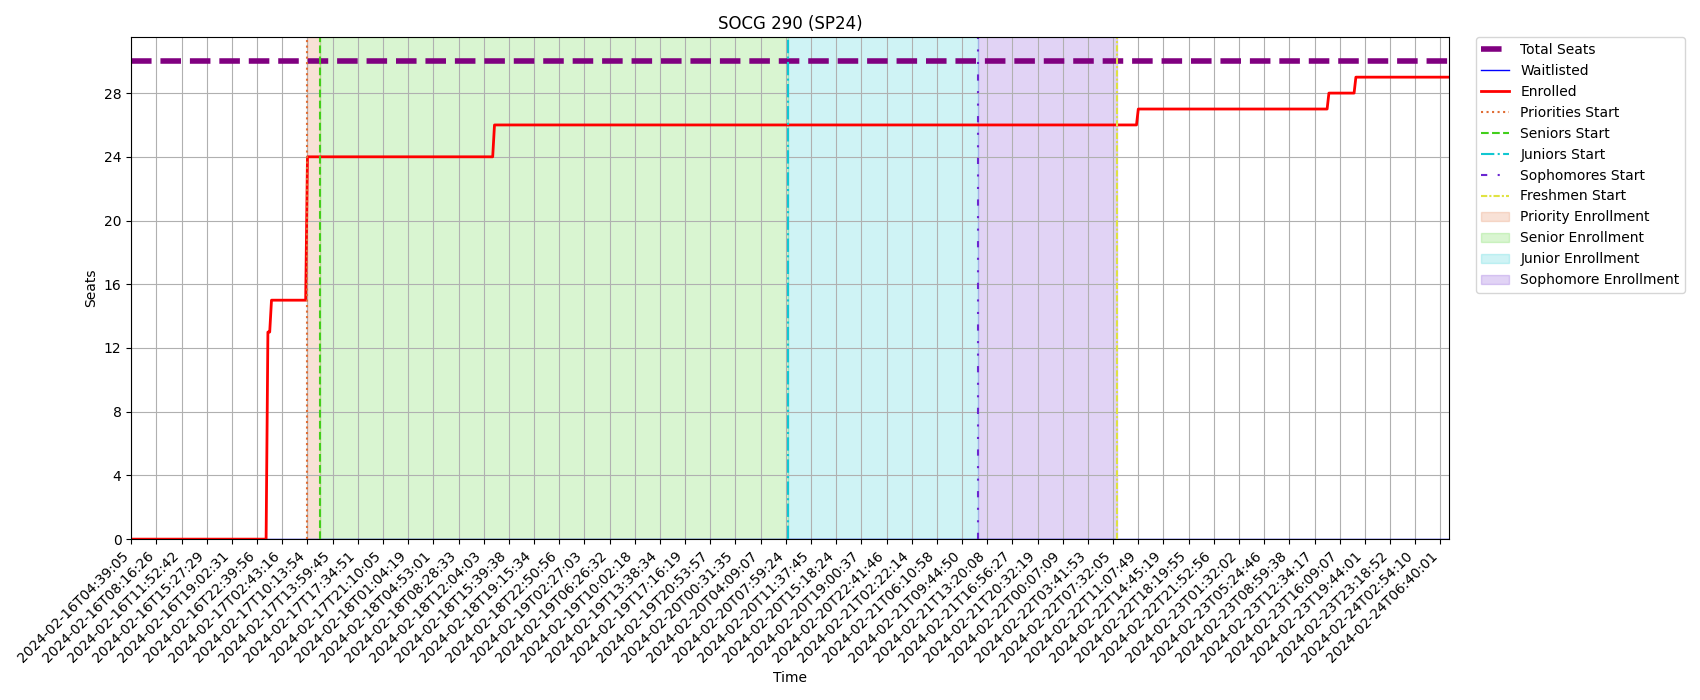 SOCG 290 (SP24)
Seats
28
24
20
16
12
8
4
0
2024-02-16T04:39:05
2024-02-16T08:16:26
2024-02-16T11:52:42
2024-02-16T15:27:29
2024-02-16T19:02:31
2024-02-16T22:39:56
2024-02-17T02:43:16
2024-02-17T10:13:54
2024-02-17T13:59:45
2024-02-17T17:34:51
2024-02-17T21:10:05
2024-02-18T01:04:19
2024-02-18T04:53:01
2024-02-18T08:28:33
2024-02-18T12:04:03
2024-02-18T15:39:38
2024-02-18T19:15:34
2024-02-18T22:50:56
2024-02-19T02:27:03
2024-02-19T06:26:32
2024-02-19T10:02:18
2024-02-19T13:38:34
2024-02-19T17:16:19
2024-02-19T20:53:57
2024-02-20T00:31:35
2024-02-20T04:09:07
2024-02-20T07:59:24
2024-02-20T11:37:45
2024-02-20T15:18:24
2024-02-20T19:00:37
2024-02-20T22:41:46
2024-02-21T02:22:14
2024-02-21T06:10:58
2024-02-21T09:44:50
2024-02-21T13:20:08
2024-02-21T16:56:27
2024-02-21T20:32:19
2024-02-22T00:07:09
2024-02-22T03:41:53
2024-02-22T07:32:05
2024-02-22T11:07:49
2024-02-22T14:45:19
2024-02-22T18:19:55
2024-02-22T21:52:56
2024-02-23T01:32:02
2024-02-23T05:24:46
2024-02-23T08:59:38
2024-02-23T12:34:17
2024-02-23T16:09:07
2024-02-23T19:44:01
2024-02-23T23:18:52
2024-02-24T02:54:10
2024-02-24T06:40:01
Time
Total Seats
Waitlisted
Enrolled
Priorities Start
Seniors Start
Juniors Start
Sophomores Start
Freshmen Start
Priority Enrollment
Senior Enrollment
Junior Enrollment
Sophomore Enrollment